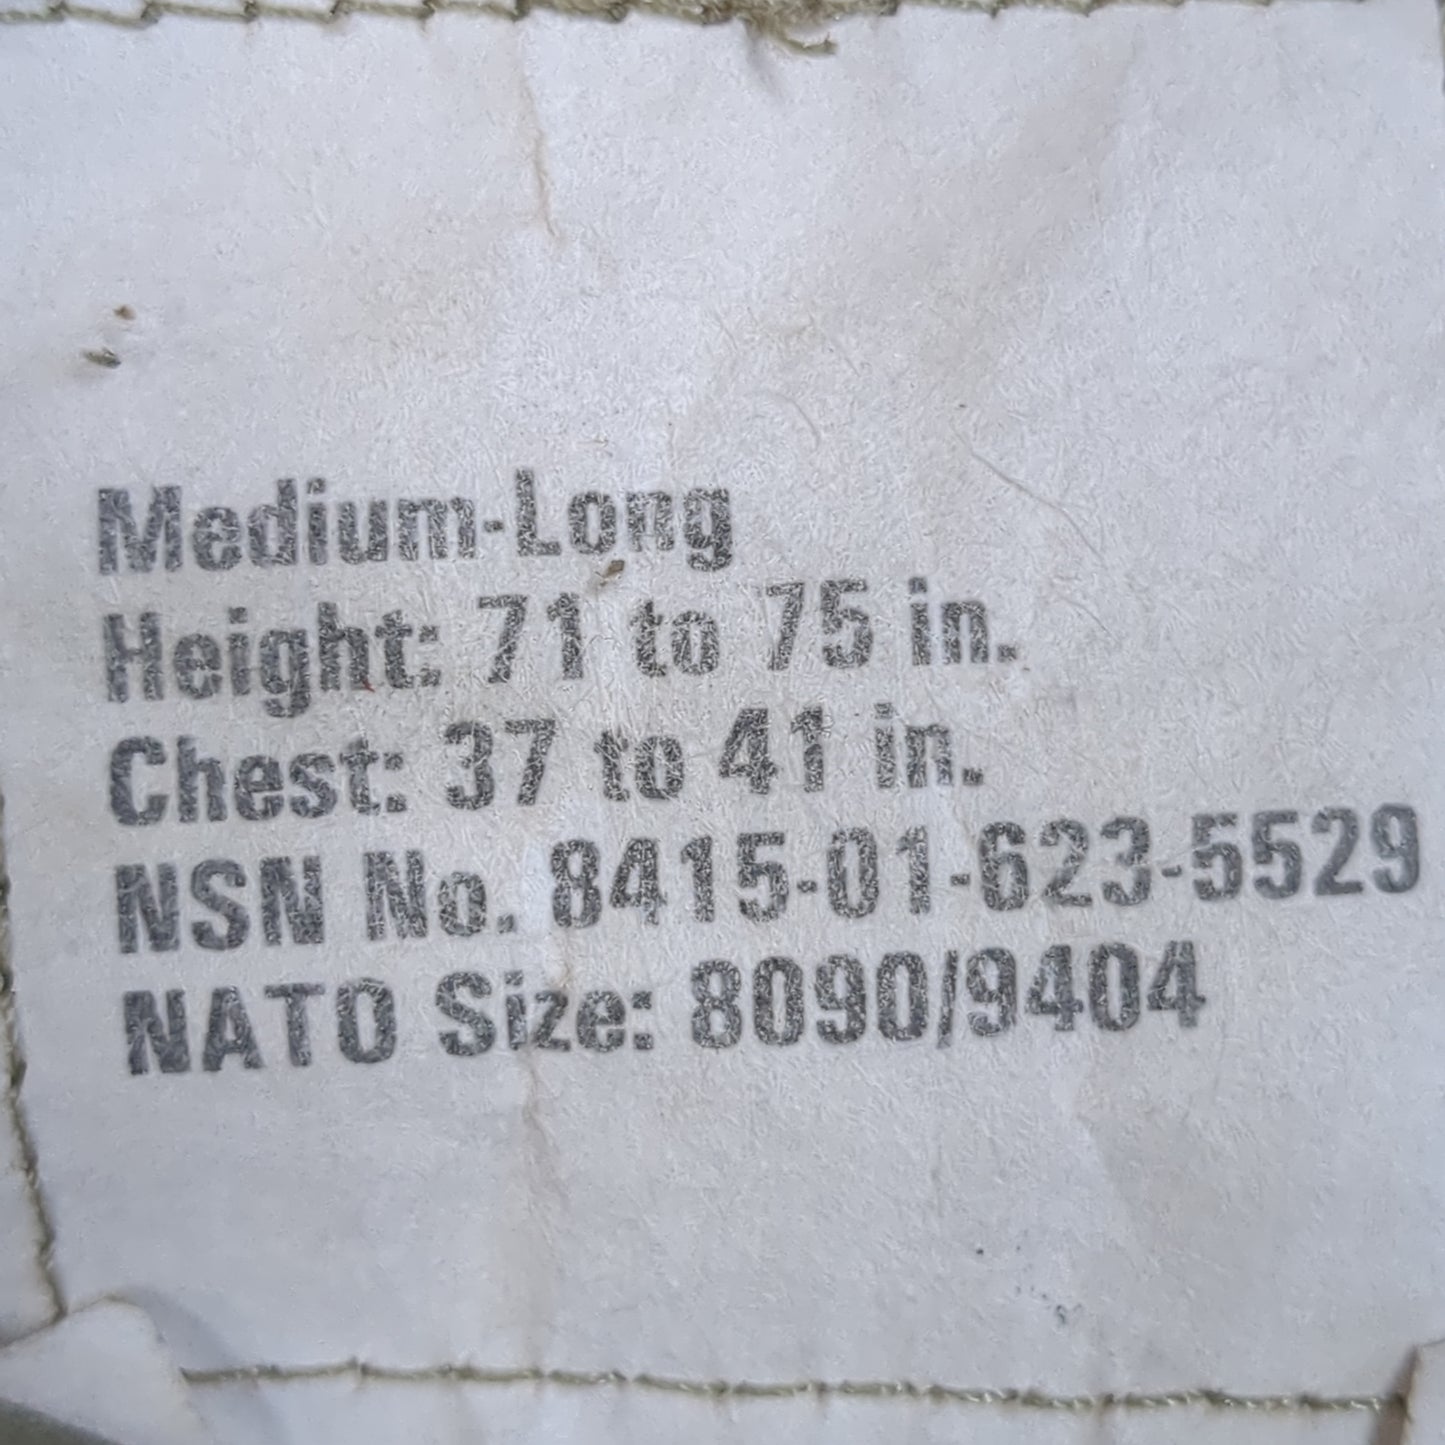 Medium-Long
Height: 71 to 75 in.
Chest: 37 to 41 in.
NSN No. 8415-01-623-5529
NATO Size: 8090/9404